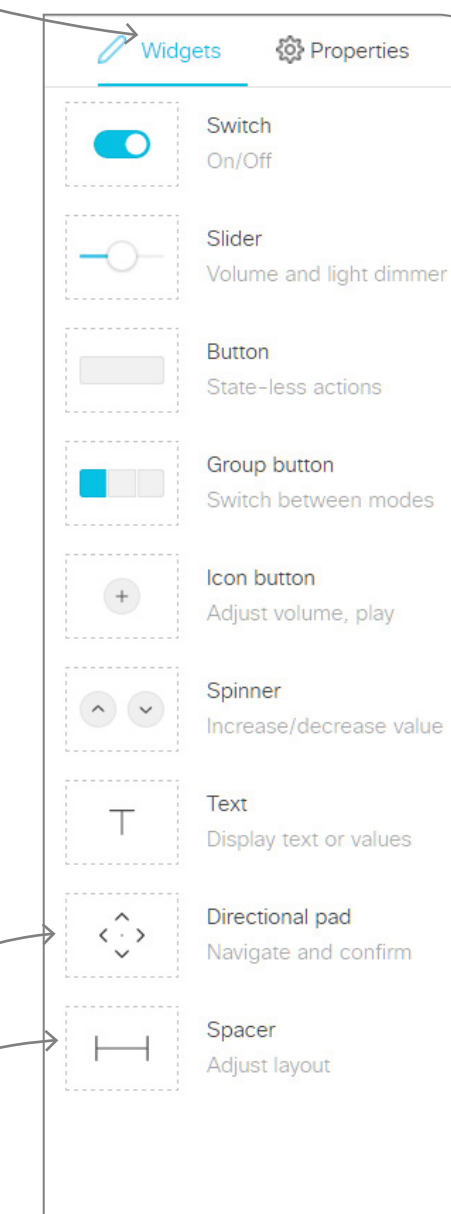 Widgets Properties
Switch
On/Off
Slider
Volume and light dimmer
Button
State-less actions
Group button
Switch between modes
Icon button
Adjust volume, play
Spinner
Increase/decrease value
Text
Display text or values
Directional pad
Navigate and confirm
Spacer
Adjust layout